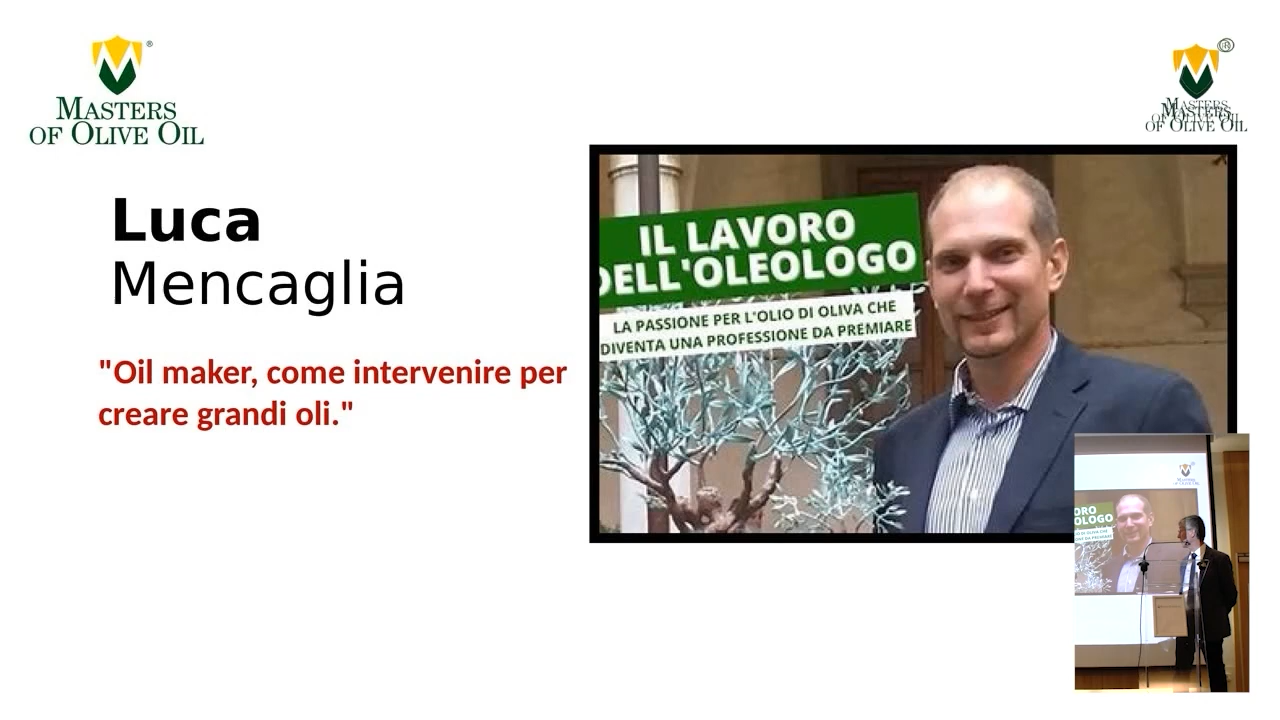 MASTERS
OF OLIVE OIL
®
MASTERS
OF OLIVE OIL
®
Luca
Mencaglia
"Oil maker, come intervenire per
creare grandi oli."
IL LAVORO
DELL'OLEOLOGO
LA PASSIONE PER L'OLIO DI OLIVA CHE
DIVENTA UNA PROFESSIONE DA PREMIARE
ORO
OLOGO